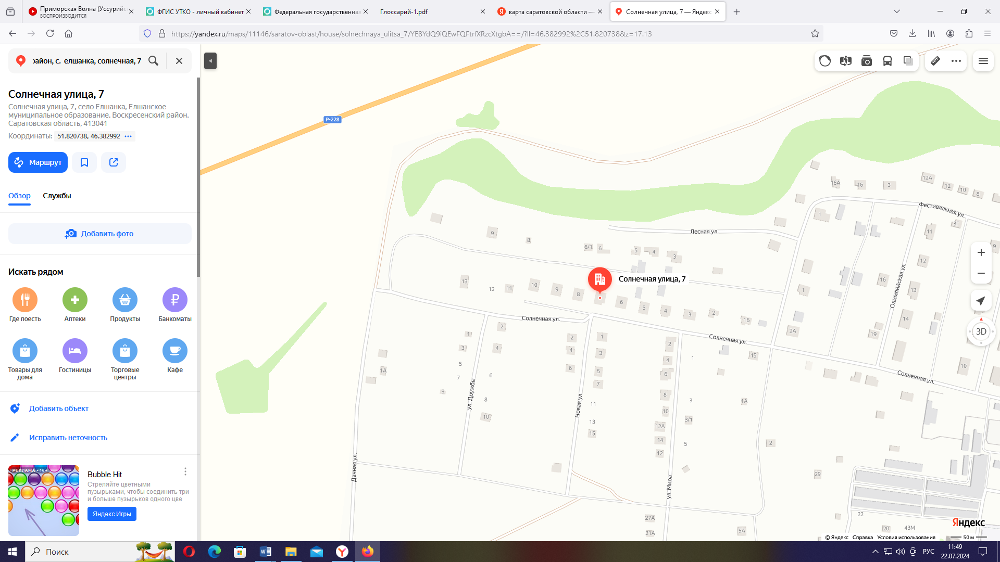 Приморская Волна (Уссурийс
ВОСПРОИЗВОДИТСЯ
ФГИС УТКО - личный кабинет
Федеральная государственная
Глоссарий-1.pdf
карта саратовской области —
Солнечная улица, 7 — Яндекс
https://yandex.ru/maps/11146/saratov-oblast/house/solnechnaya_ulitsa_7/YE8YdQ9iQEwFQFtrfXRzcXtgbA==/?ll=46.382992%2C51.820738&z=17.13
район, с. елшанка, солнечная, 7
Солнечная улица, 7
Солнечная улица, 7, село Елшанка, Елшанское
муниципальное образование, Воскресенский район,
Саратовская область, 413041
Координаты: 51.820738, 46.382992
Маршрут
Обзор
Службы
Добавить фото
Искать рядом
Где поесть
Аптеки
Продукты
Банкоматы
Товары для
дома
Гостиницы
Торговые
центры
Кафе
Добавить объект
Исправить неточность
РЕКЛАМА • 16+
Bubble Hit
Стреляйте цветными
пузырьками, чтобы соединить три
и больше пузырьков одного цве
Яндекс Игры
Р-228
16А
16
3
12А
12
10
8
Фестивальная ул.
1
3Г
11
9
Лесная ул.
9
8
6/1
6
5
4
3
12
Олимпийская ул.
16
13
1
14
19
2А
10
Солнечная улица, 7
13
12
11
10
9
8
6
5
4
3
2
1Б
Солнечная ул.
Солнечная ул.
Солнечная ул.
1
3
5
7
9
2
4
6
8
10
ул. Дружбы
1А
2
4
6
1
3
5
7
11
13
15
Новая ул.
2
4
6
8
10
12А
14
12
1
3
3/1
5
15
1А
2
29
ул. Мира
Дачная ул.
27А
21А
5А
22
20
43М
3D
Яндекс
© Яндекс Справка Условия использования
50 м
Поиск
РУС
11:49
22.07.2024